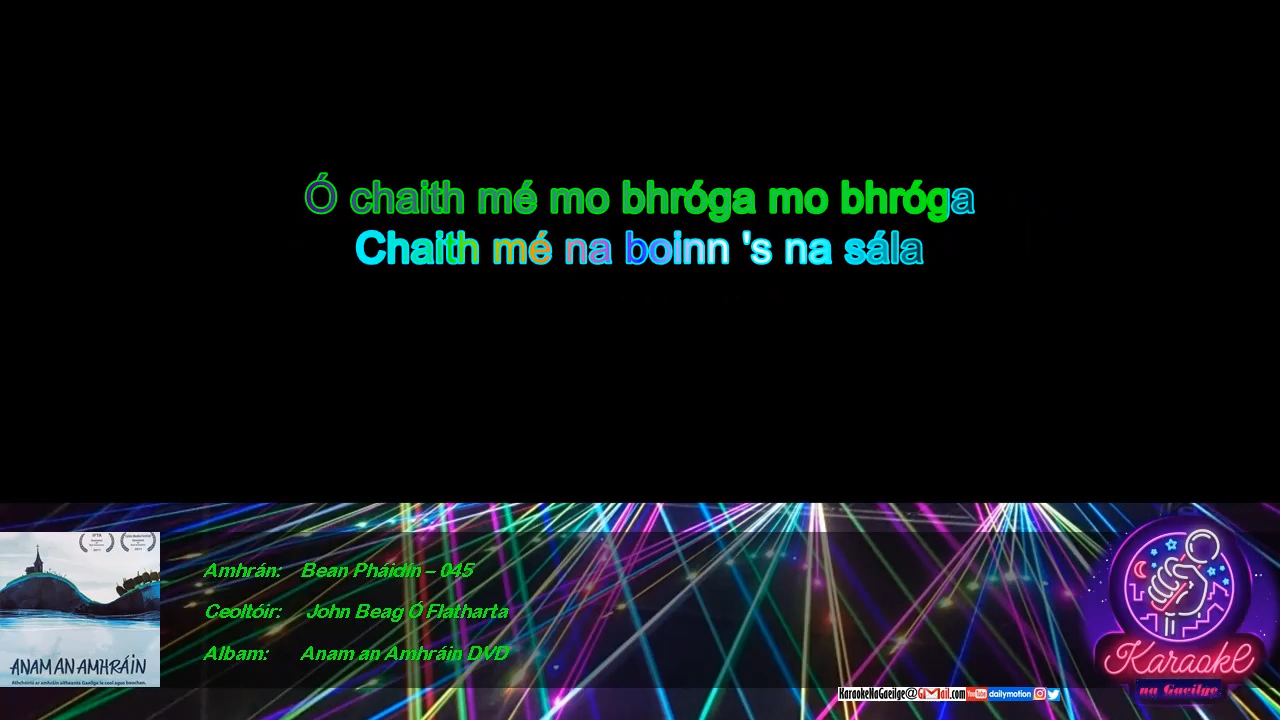 Ó chaith mé mo bhróga mo bhróga
Chaith mé na boinn 's na sála
Amhrán: Bean Pháidín – 045
Ceoltóir: John Beag Ó Flatharta
Albam: Anam an Amhráin DVD
ANAM AN AMHRÁIN
Karaoke
na Gaeilge
KaraokeNaGaeilge@GMail.com YouTube dailymotion